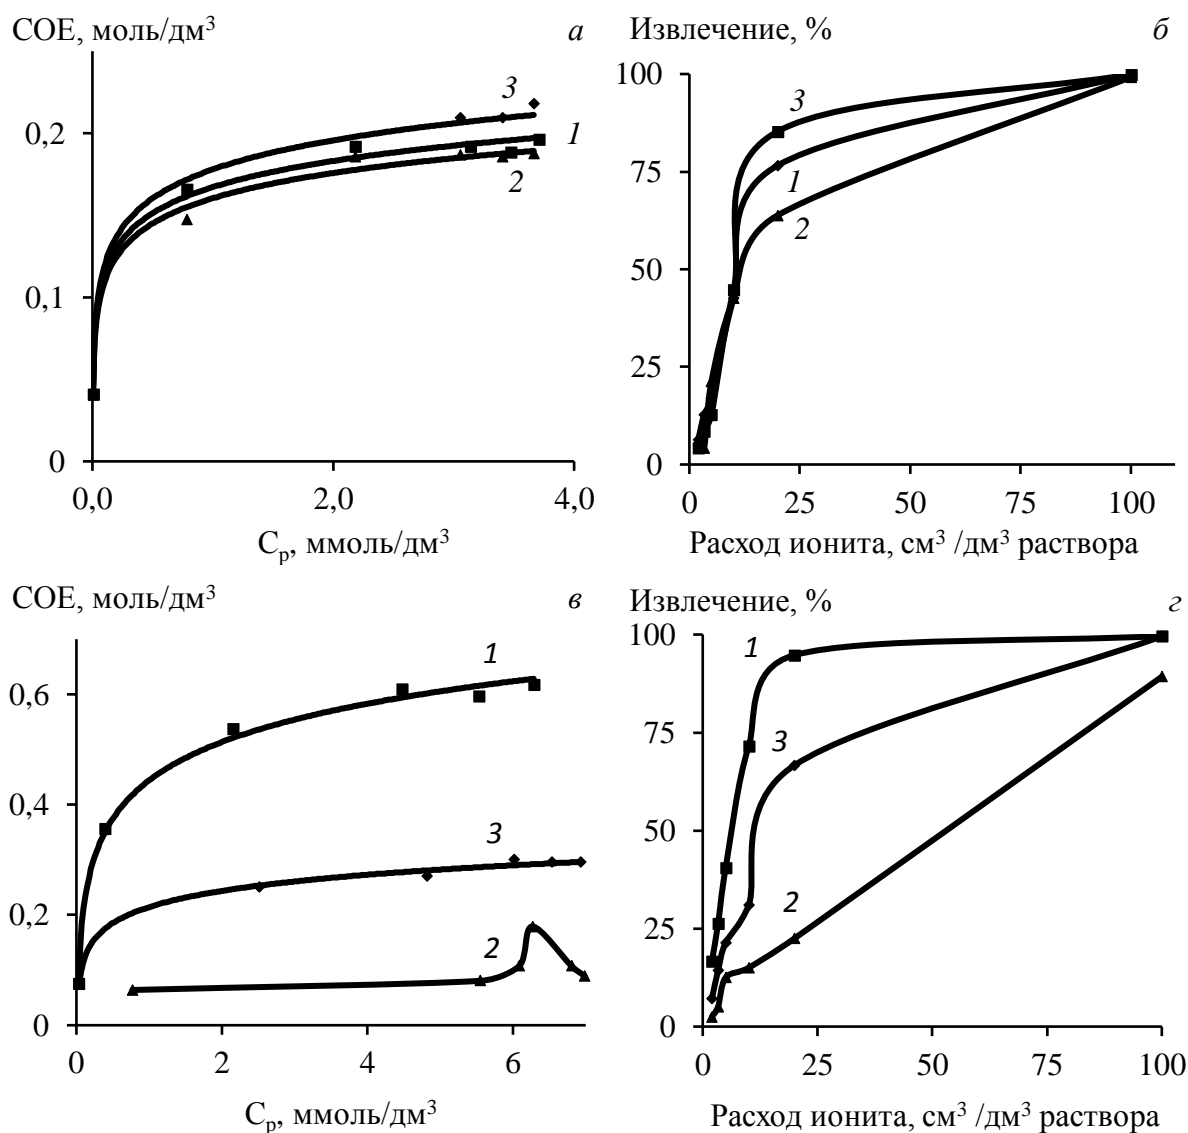 СОЕ, моль/дм³ а
0,2
0,1
0
0,0 2,0 4,0
3
1
2
Cр, ммоль/дм³
Извлечение, % б
100
75
50
25
0
0 25 50 75 100
3
1
2
Расход ионита, см³ /дм³ раствора
СОЕ, моль/дм³ в
0,6
0,4
0,2
0
0 2 4 6
1
3
2
Cр, ммоль/дм³
Извлечение, % г
100
75
50
25
0
0 25 50 75 100
1
3
2
Расход ионита, см³ /дм³ раствора